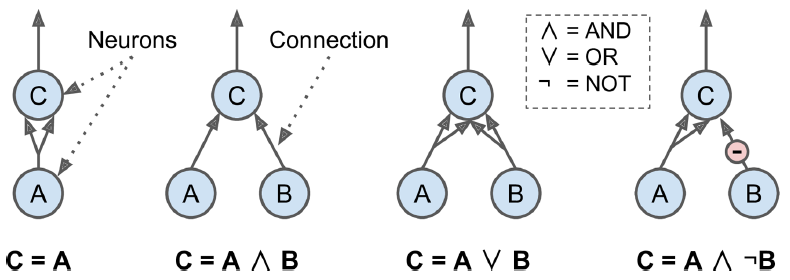 Neurons
Connection
∧ = AND
∨ = OR
¬ = NOT
C
C
C
C
A
A
B
A
B
A
B
C = A
C = A ∧ B
C = A ∨ B
C = A ∧ ¬B